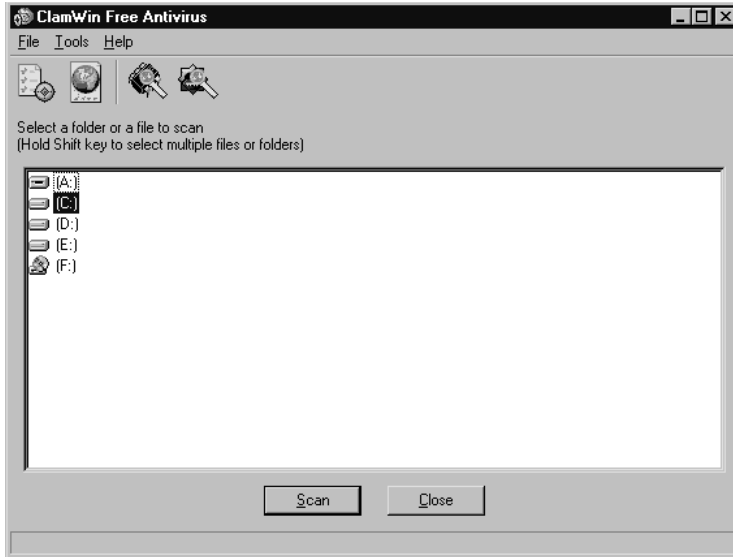 ClamWin Free Antivirus
File Tools Help
Select a folder or a file to scan
(Hold Shift key to select multiple files or folders)
(A:)
(C:)
(D:)
(E:)
(F:)
Scan Close